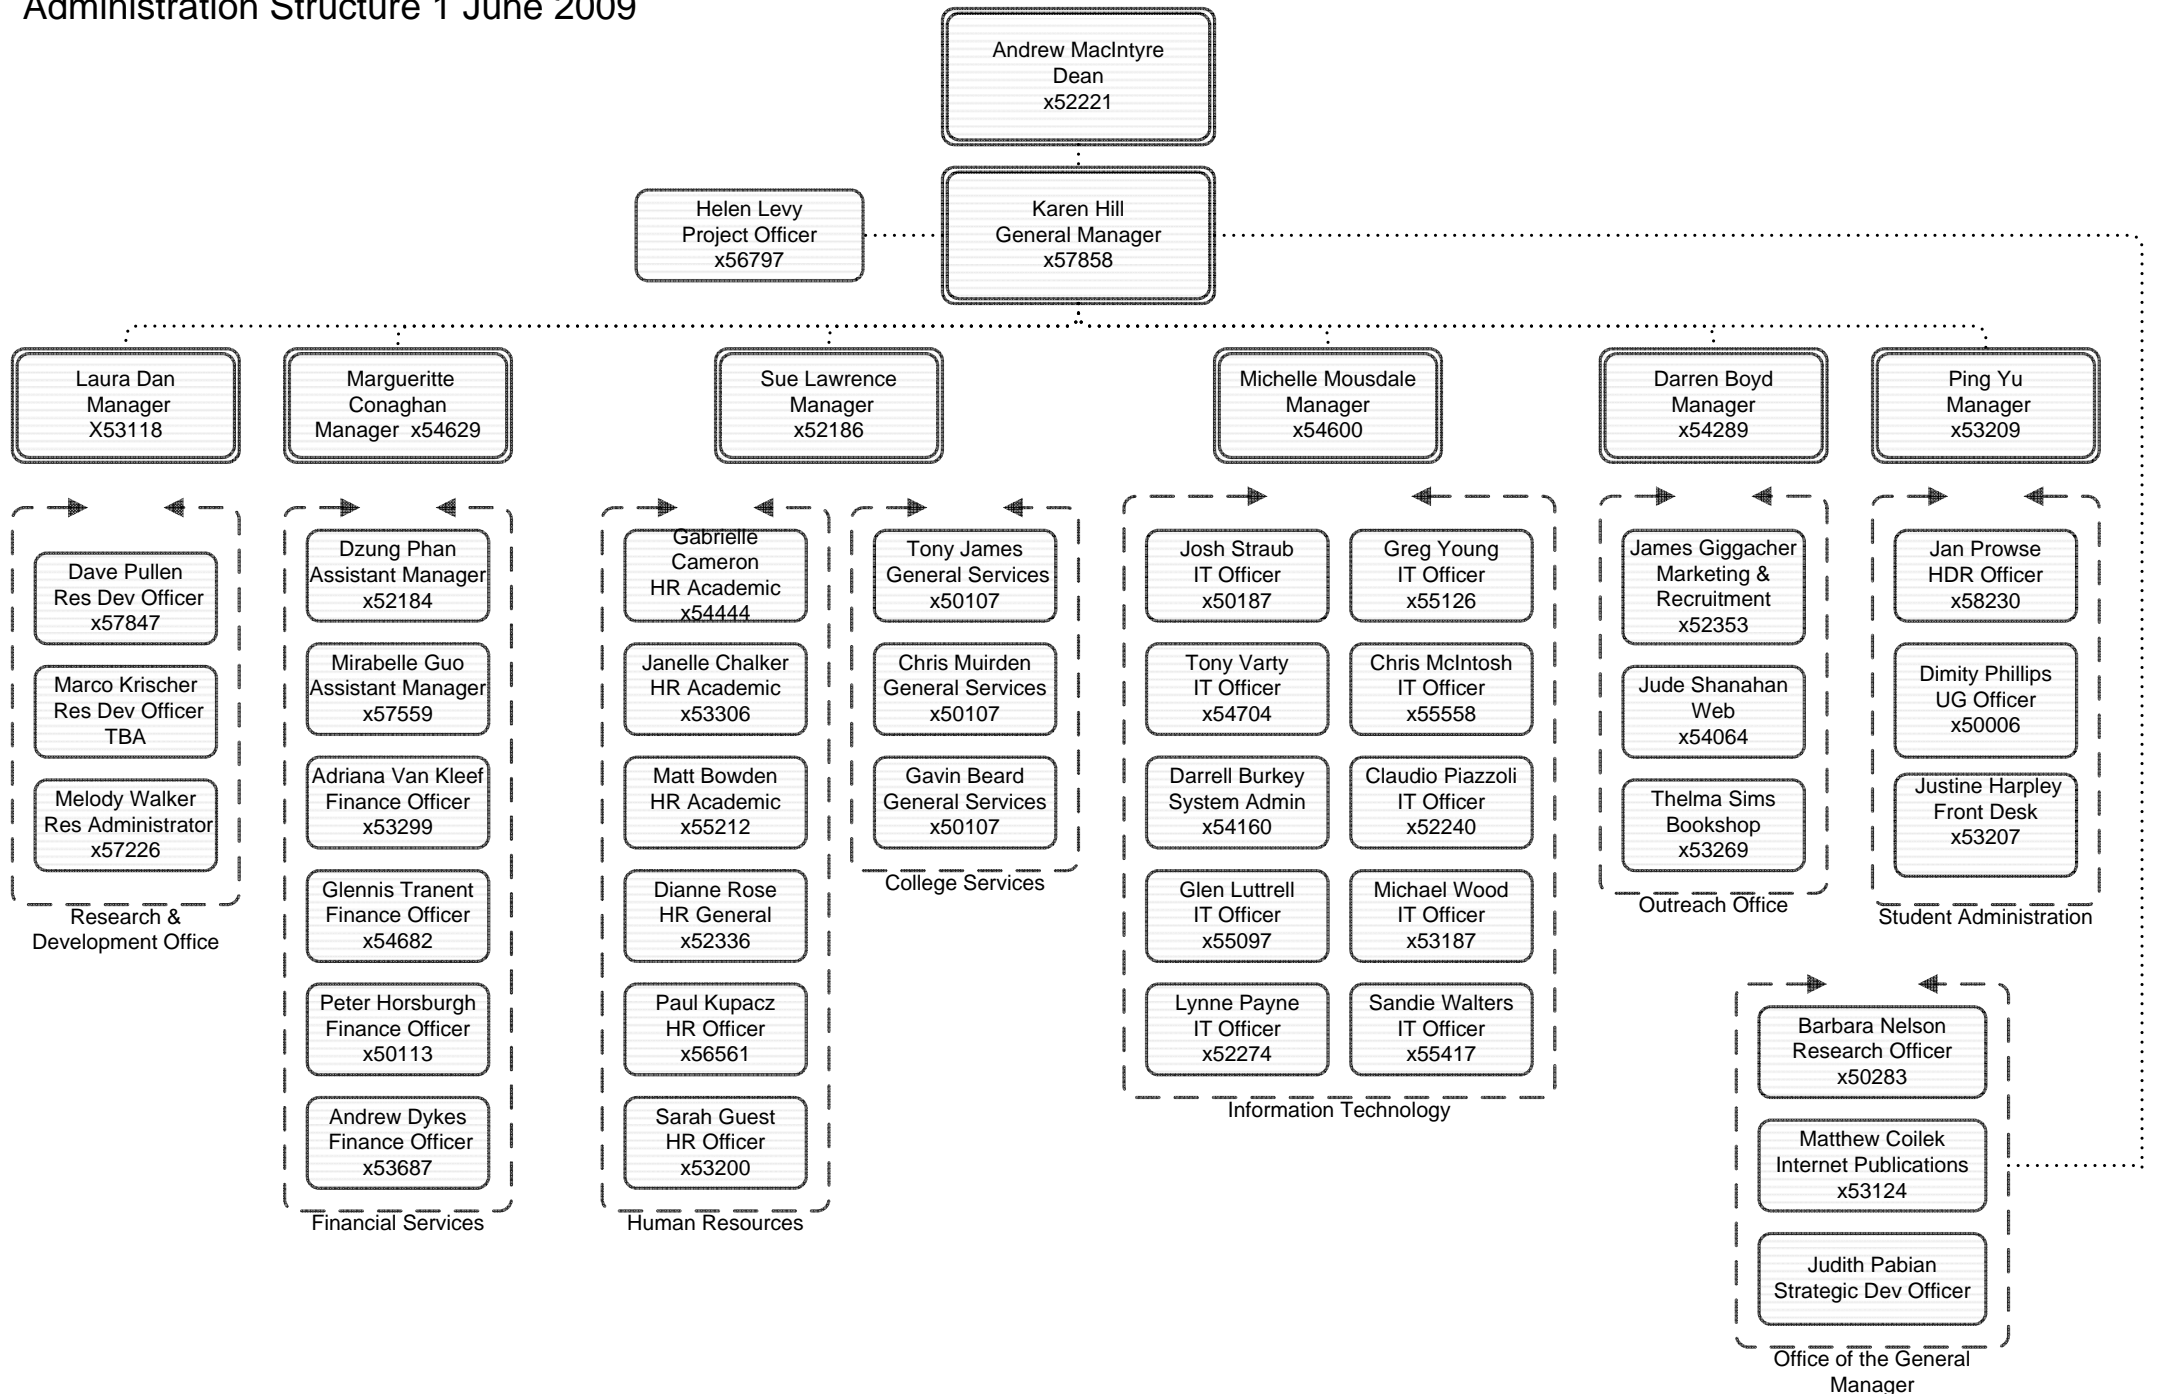 Administration Structure 1 June 2009
Andrew MacIntyre
Dean
x52221
Helen Levy
Project Officer
x56797
Karen Hill
General Manager
x57858
Laura Dan
Manager
X53118
Margueritte
Conaghan
Manager  x54629
Sue Lawrence
Manager
x52186
Michelle Mousdale
Manager
x54600
Darren Boyd
Manager
x54289
Ping Yu
Manager
x53209
Dave Pullen
Res Dev Officer
x57847
Marco Krischer
Res Dev Officer
TBA
Melody Walker
Res Administrator
x57226
Research &
Development Office
Dzung Phan
Assistant Manager
x52184
Mirabelle Guo
Assistant Manager
x57559
Adriana Van Kleef
Finance Officer
x53299
Glennis Tranent
Finance Officer
x54682
Peter Horsburgh
Finance Officer
x50113
Andrew Dykes
Finance Officer
x53687
Financial Services
Gabrielle
Cameron
HR Academic
x54444
Janelle Chalker
HR Academic
x53306
Matt Bowden
HR Academic
x55212
Dianne Rose
HR General
x52336
Paul Kupacz
HR Officer
x56561
Sarah Guest
HR Officer
x53200
Human Resources
Tony James
General Services
x50107
Chris Muirden
General Services
x50107
Gavin Beard
General Services
x50107
College Services
Josh Straub
IT Officer
x50187
Tony Varty
IT Officer
x54704
Darrell Burkey
System Admin
x54160
Glen Luttrell
IT Officer
x55097
Lynne Payne
IT Officer
x52274
Greg Young
IT Officer
x55126
Chris McIntosh
IT Officer
x55558
Claudio Piazzoli
IT Officer
x52240
Michael Wood
IT Officer
x53187
Sandie Walters
IT Officer
x55417
Information Technology
James Giggacher
Marketing &
Recruitment
x52353
Jude Shanahan
Web
x54064
Thelma Sims
Bookshop
x53269
Outreach Office
Jan Prowse
HDR Officer
x58230
Dimity Phillips
UG Officer
x50006
Justine Harpley
Front Desk
x53207
Student Administration
Barbara Nelson
Research Officer
x50283
Matthew Coilek
Internet Publications
x53124
Judith Pabian
Strategic Dev Officer
Office of the General
Manager